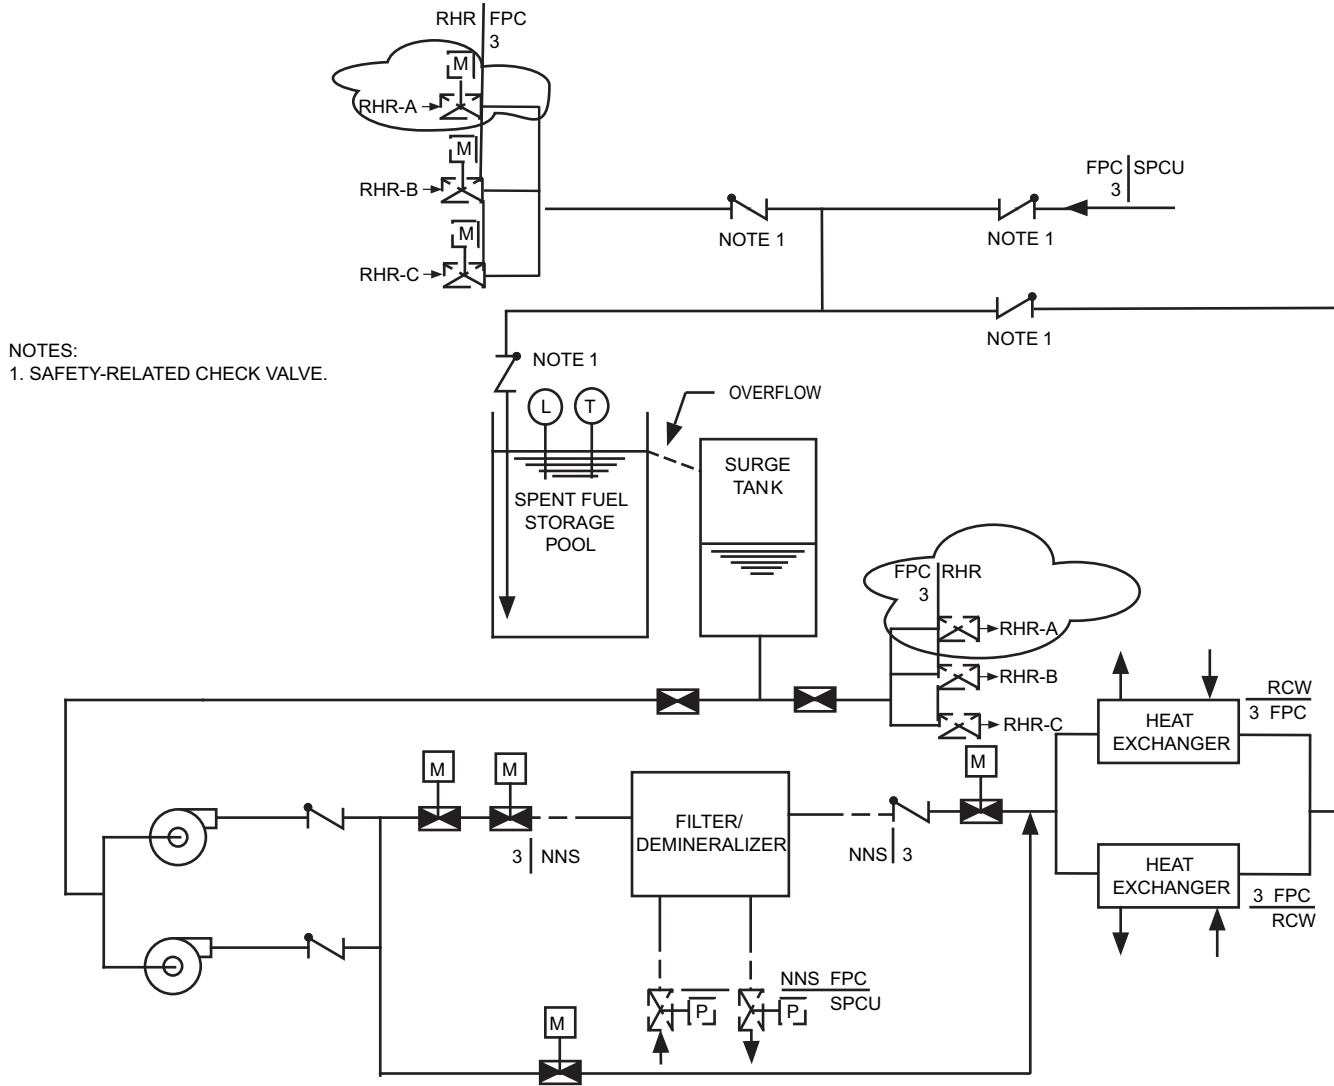 RHR FPC
3
M
RHR-A
M
RHR-B
M
RHR-C
FPC SPCU
3
NOTE 1
NOTE 1
NOTE 1
NOTES:
1. SAFETY-RELATED CHECK VALVE.
NOTE 1
L
T
OVERFLOW
SPENT FUEL
STORAGE
POOL
SURGE
TANK
FPC RHR
3
RHR-A
RHR-B
RHR-C
RCW
3 FPC
HEAT
EXCHANGER
M
M
M
FILTER/
DEMINERALIZER
3 NNS
NNS 3
HEAT
EXCHANGER
3 FPC
RCW
NNS FPC
SPCU
P
P
M